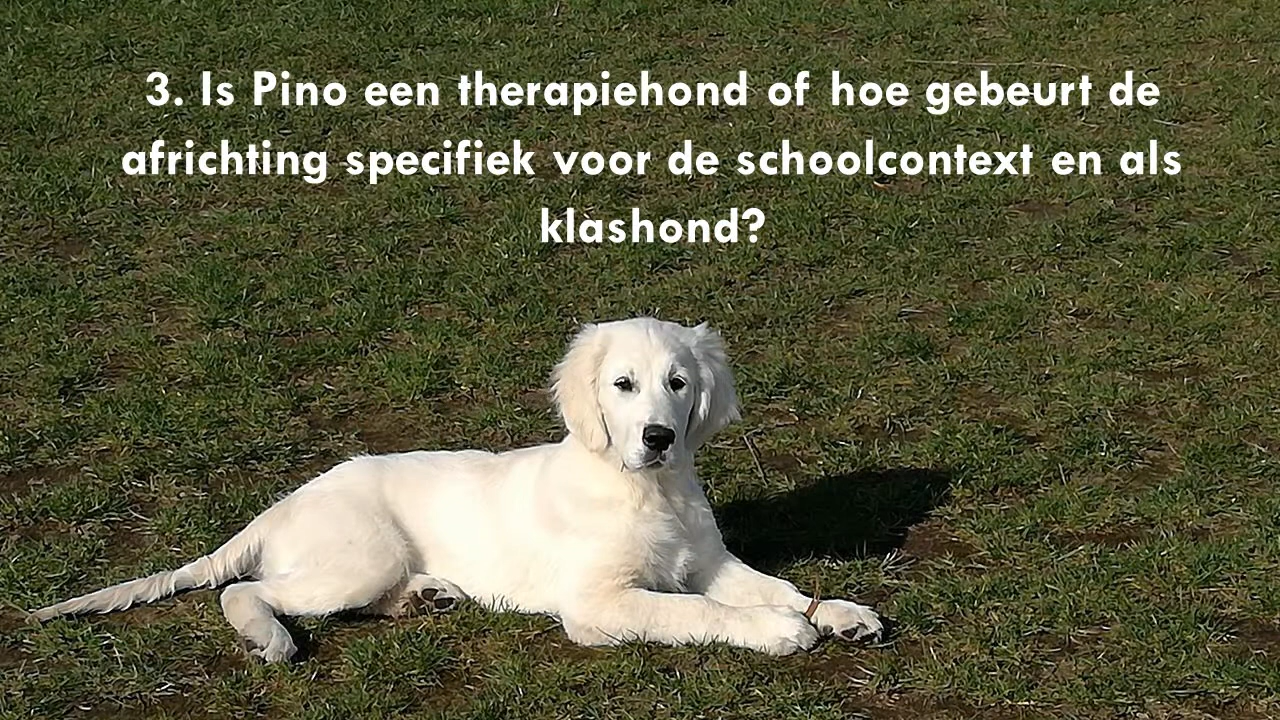 3. Is Pino een therapiehond of hoe gebeurt de
africhting specifiek voor de schoolcontext en als
klashond?